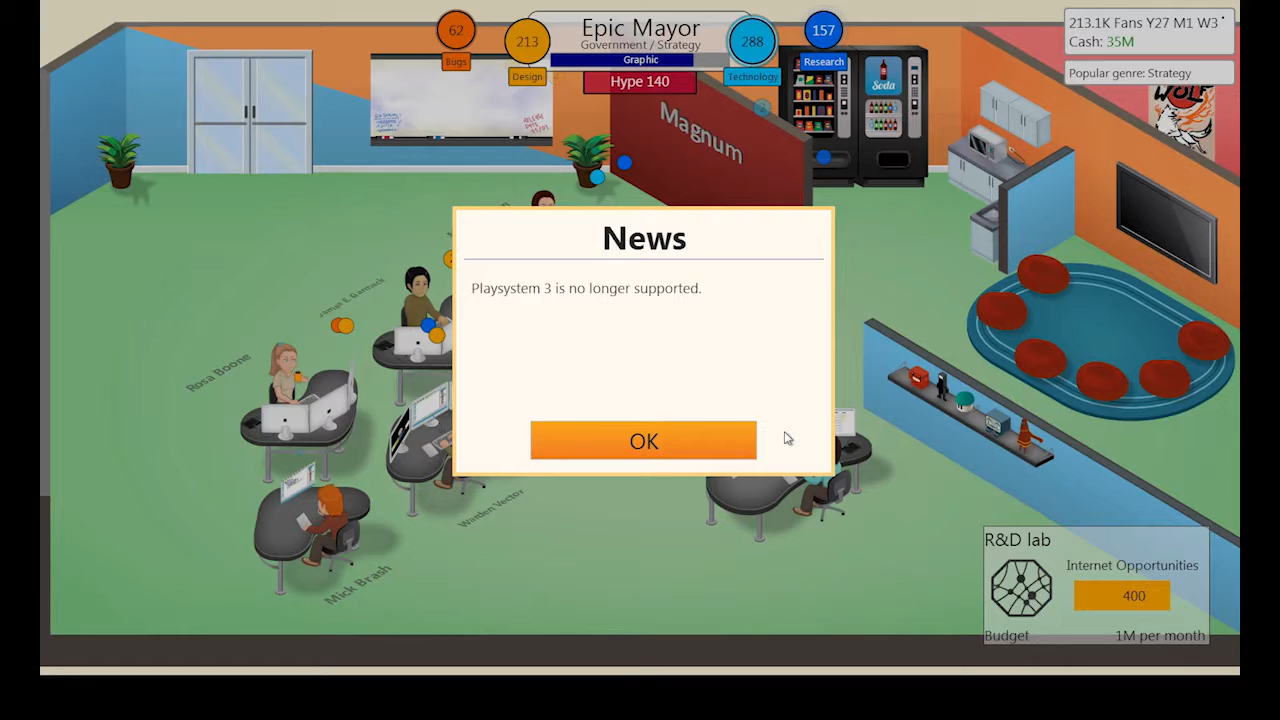 62
Bugs
213
Design
Epic Mayor
Government / Strategy
Graphic
Hype 140
288
Technology
157
Research
213.1K Fans Y27 M1 W3
Cash: 35M
Popular genre: Strategy
Soda
WOLF
Magnum
2
News
Playsystem 3 is no longer supported.
OK
Rosa Boone
Warden Vector
Mick Brash
R&D lab
Internet Opportunities
400
Budget
1M per month